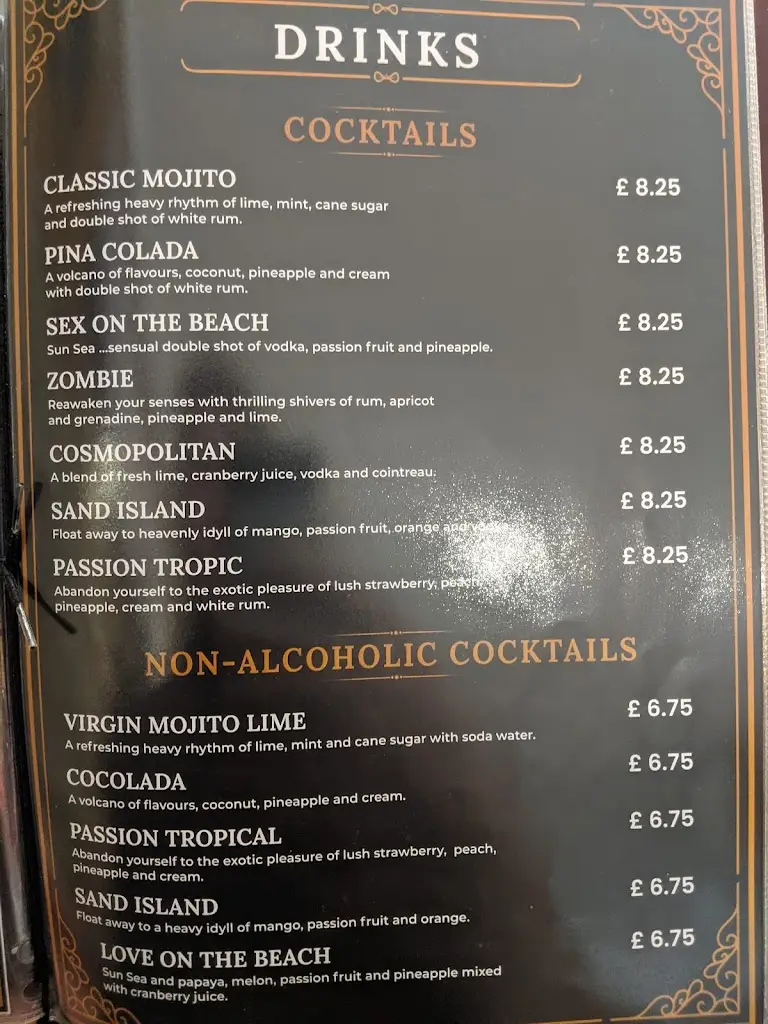 DRINKS
COCKTAILS
CLASSIC MOJITO £ 8.25
A refreshing heavy rhythm of lime, mint, cane sugar
and double shot of white rum.
PINA COLADA £ 8.25
A volcano of flavours, coconut, pineapple and cream
with double shot of white rum.
SEX ON THE BEACH £ 8.25
Sun Sea ...sensual double shot of vodka, passion fruit and pineapple.
ZOMBIE £ 8.25
Reawaken your senses with thrilling shivers of rum, apricot
and grenadine, pineapple and lime.
COSMOPOLITAN £ 8.25
A blend of fresh lime, cranberry juice, vodka and cointreau.
SAND ISLAND £ 8.25
Float away to heavenly idyll of mango, passion fruit, orange and vodka.
PASSION TROPIC £ 8.25
Abandon yourself to the exotic pleasure of lush strawberry, peach,
pineapple, cream and white rum.
NON-ALCOHOLIC COCKTAILS
VIRGIN MOJITO LIME £ 6.75
A refreshing heavy rhythm of lime, mint and cane sugar with soda water.
COCOLADA £ 6.75
A volcano of flavours, coconut, pineapple and cream.
PASSION TROPICAL £ 6.75
Abandon yourself to the exotic pleasure of lush strawberry, peach,
pineapple and cream.
SAND ISLAND £ 6.75
Float away to a heavy idyll of mango, passion fruit and orange.
LOVE ON THE BEACH £ 6.75
Sun Sea and papaya, melon, passion fruit and pineapple mixed
with cranberry juice.